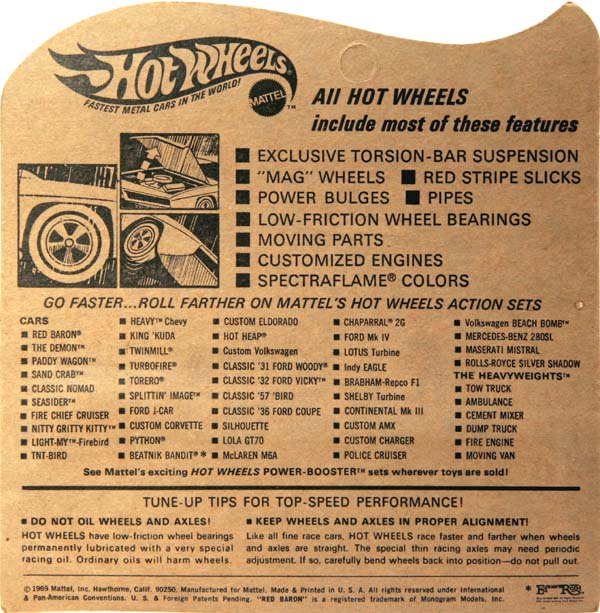 HOT WHEELS
FASTEST METAL CARS IN THE WORLD!
MATTEL™
All HOT WHEELS
include most of these features
■ EXCLUSIVE TORSION-BAR SUSPENSION
■ "MAG" WHEELS ■ RED STRIPE SLICKS
■ POWER BULGES ■ PIPES
■ LOW-FRICTION WHEEL BEARINGS
■ MOVING PARTS
■ CUSTOMIZED ENGINES
■ SPECTRAFLAME® COLORS
GO FASTER...ROLL FARTHER ON MATTEL'S HOT WHEELS ACTION SETS
CARS
■ RED BARON®
■ THE DEMON™
■ PADDY WAGON™
■ SAND CRAB™
■ CLASSIC NOMAD
■ SEASIDER™
■ FIRE CHIEF CRUISER
■ NITTY GRITTY KITTY™
■ LIGHT-MY™-Firebird
■ TNT-BIRD
■ HEAVY™ Chevy
■ KING 'KUDA
■ TWINMILL®
■ TURBOFIRE®
■ TORERO®
■ SPLITTIN' IMAGE™
■ FORD J-CAR
■ CUSTOM CORVETTE
■ PYTHON®
■ BEATNIK BANDIT®*
■ CUSTOM ELDORADO
■ HOT HEAP®
■ Custom Volkswagen
■ CLASSIC '31 FORD WOODY®
■ CLASSIC '32 FORD VICKY™
■ CLASSIC '57 'BIRD
■ CLASSIC '36 FORD COUPE
■ SILHOUETTE
■ LOLA GT70
■ McLAREN M6A
■ CHAPARRAL® 2G
■ FORD Mk IV
■ LOTUS Turbine
■ Indy EAGLE
■ BRABHAM-Repco F1
■ SHELBY Turbine
■ CONTINENTAL Mk III
■ CUSTOM AMX
■ CUSTOM CHARGER
■ POLICE CRUISER
■ Volkswagen BEACH BOMB™
■ MERCEDES-BENZ 280SL
■ MASERATI MISTRAL
■ ROLLS-ROYCE SILVER SHADOW
THE HEAVYWEIGHTS™
■ TOW TRUCK
■ AMBULANCE
■ CEMENT MIXER
■ DUMP TRUCK
■ FIRE ENGINE
■ MOVING VAN
See Mattel's exciting HOT WHEELS POWER-BOOSTER™ sets wherever toys are sold!
TUNE-UP TIPS FOR TOP-SPEED PERFORMANCE!
■ DO NOT OIL WHEELS AND AXLES!
HOT WHEELS have low-friction wheel bearings
permanently lubricated with a very special
racing oil. Ordinary oils will harm wheels.
■ KEEP WHEELS AND AXLES IN PROPER ALIGNMENT!
Like all fine race cars, HOT WHEELS race faster and farther when wheels
and axles are straight. The special thin racing axles may need periodic
adjustment. If so, carefully bend wheels back into position—do not pull out.
©1969 Mattel, Inc. Hawthorne, Calif. 90250. Manufactured for Mattel. Made & Printed in U. S. A. All rights reserved under International
& Pan-American Conventions. U. S. & Foreign Patents Pending. "RED BARON" is a registered trademark of Monogram Models, Inc.
*